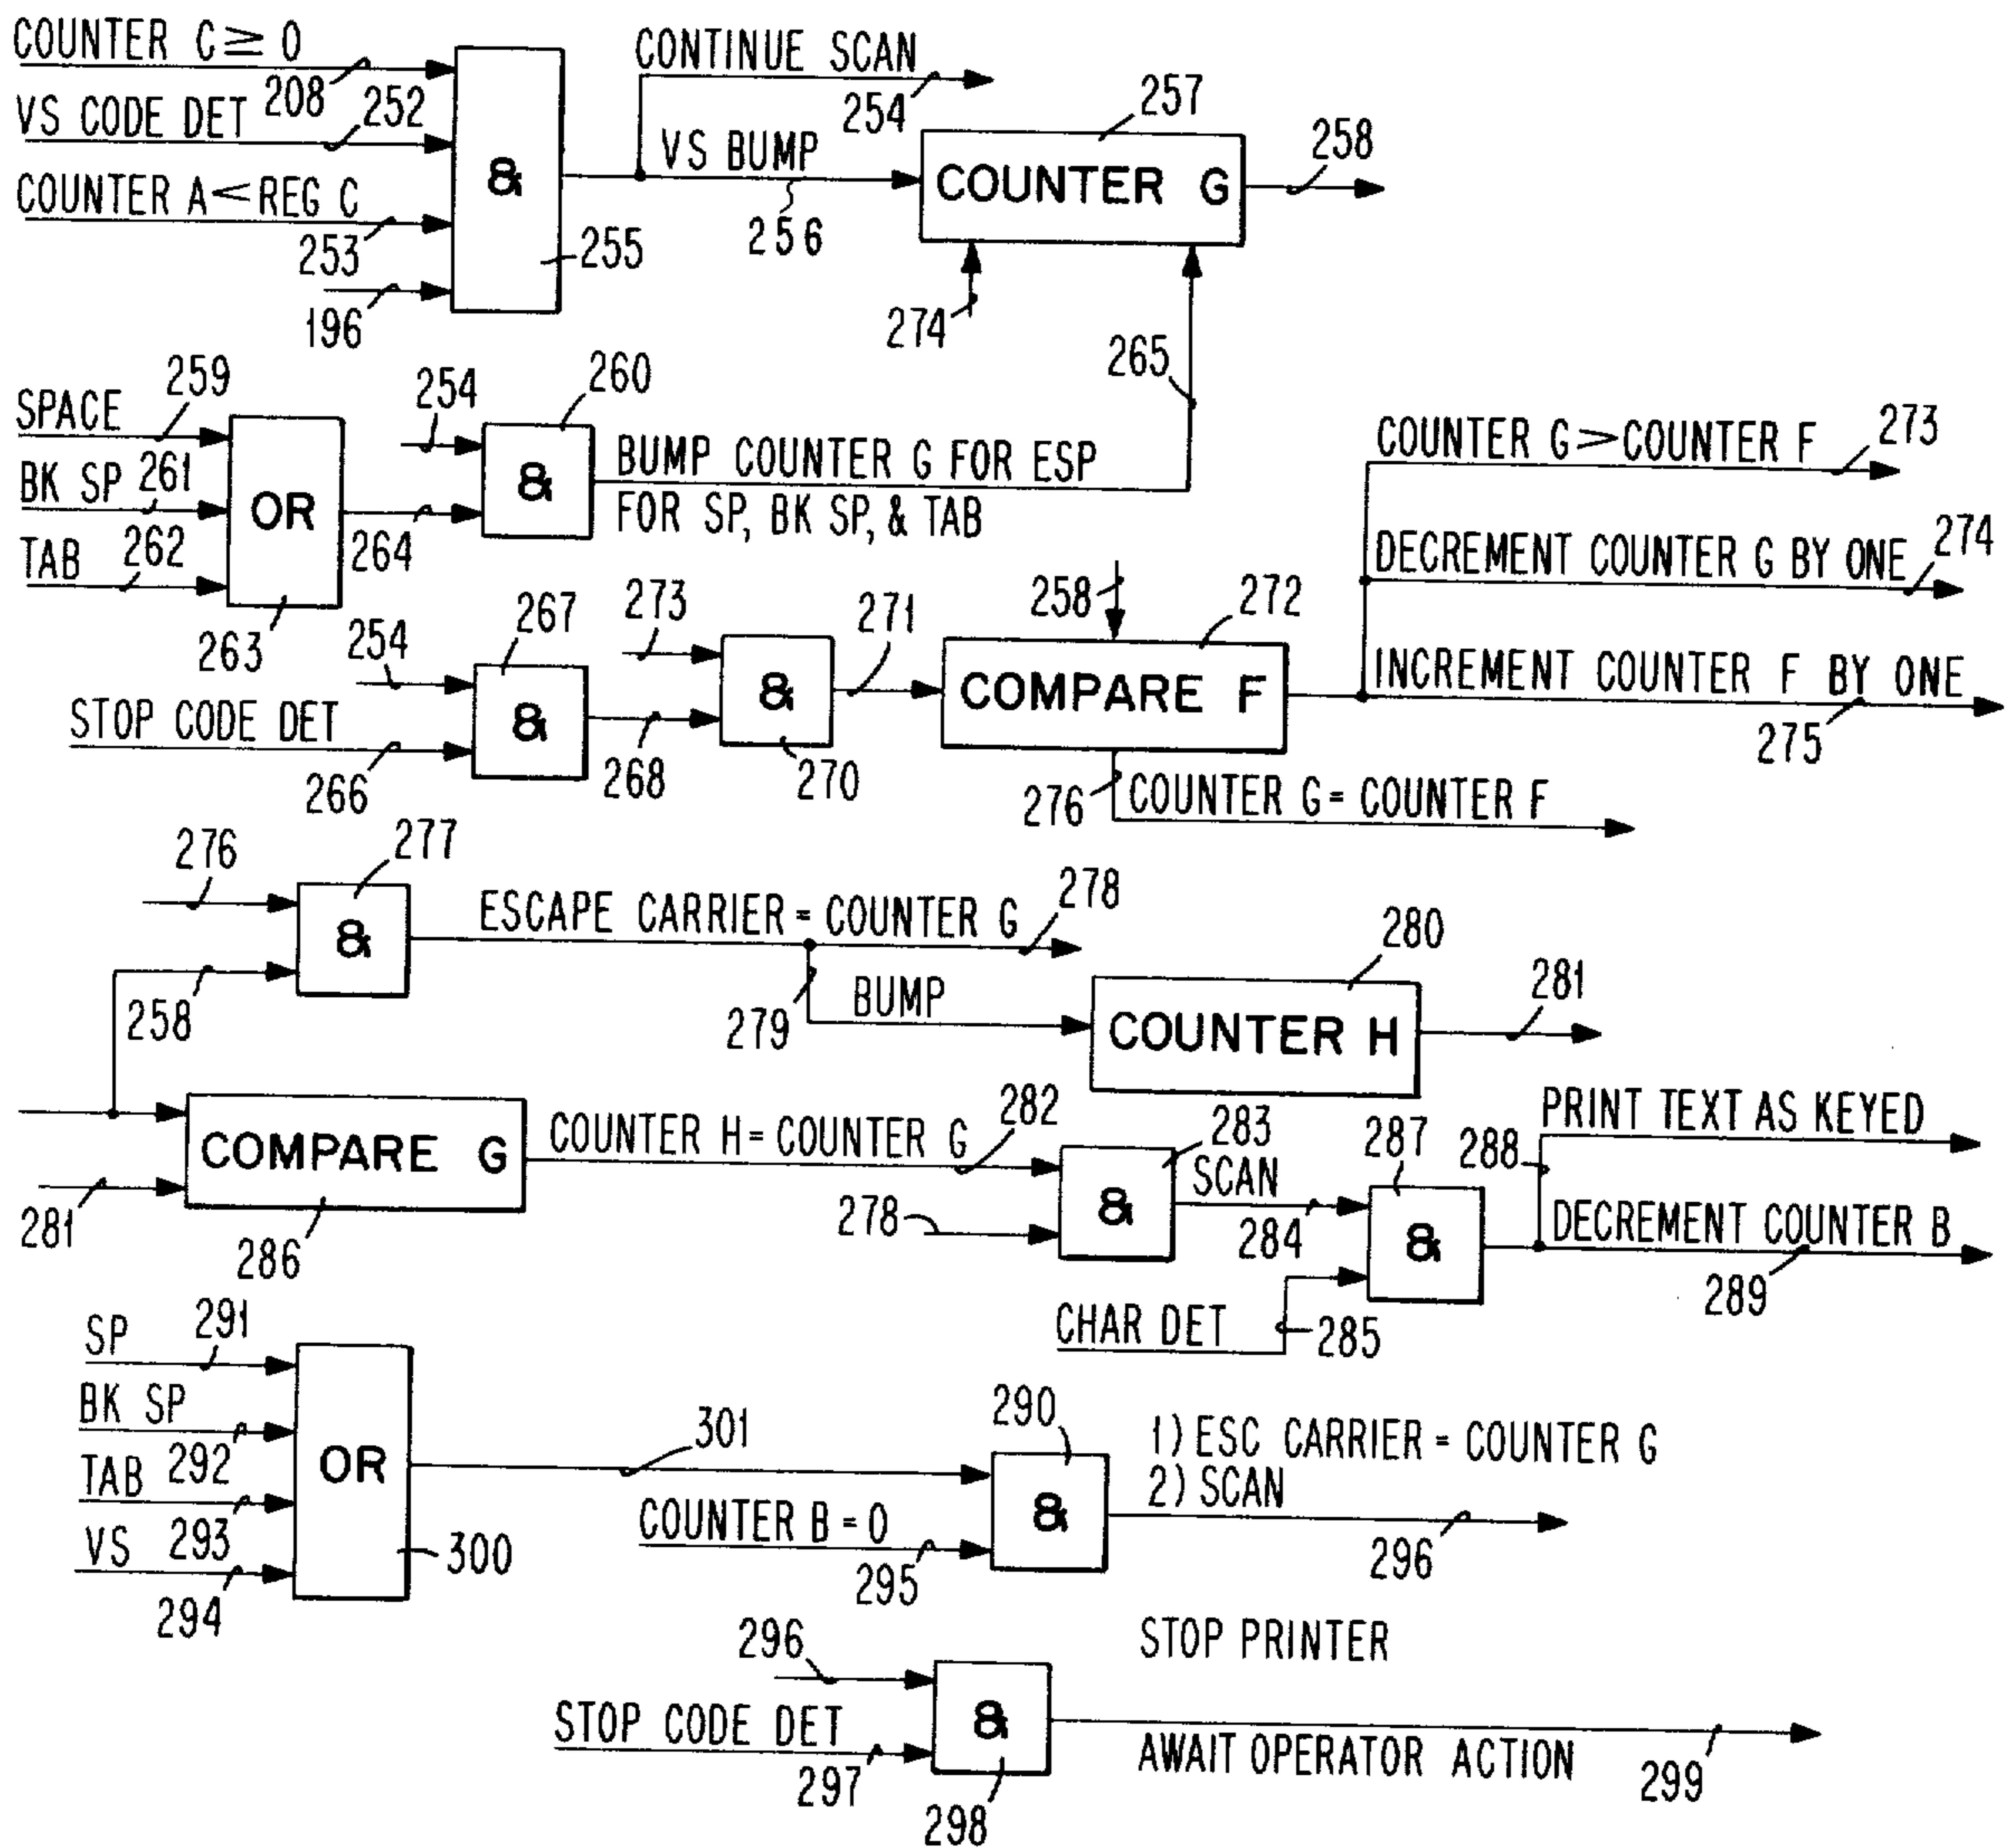 COUNTER C ≧ 0
208
VS CODE DET
252
COUNTER A < REG C
253
196
&
255
CONTINUE SCAN
254
VS BUMP
256
257
COUNTER G
258
274
265
SPACE
259
BK SP
261
TAB
262
OR
263
264
254
260
&
BUMP COUNTER G FOR ESP
FOR SP, BK SP, & TAB
COUNTER G > COUNTER F
273
DECREMENT COUNTER G BY ONE
274
INCREMENT COUNTER F BY ONE
275
254
267
STOP CODE DET
266
&
268
273
&
270
271
258
272
COMPARE F
276
COUNTER G = COUNTER F
276
277
&
258
ESCAPE CARRIER = COUNTER G
278
279
BUMP
280
COUNTER H
281
COMPARE G
281
286
COUNTER H = COUNTER G
282
283
278
&
SCAN
284
287
&
CHAR DET
285
288
PRINT TEXT AS KEYED
DECREMENT COUNTER B
289
SP
291
BK SP
292
TAB
293
VS
294
OR
300
301
COUNTER B = 0
295
290
&
1) ESC CARRIER = COUNTER G
2) SCAN
296
296
STOP CODE DET
297
&
298
STOP PRINTER
AWAIT OPERATOR ACTION
299